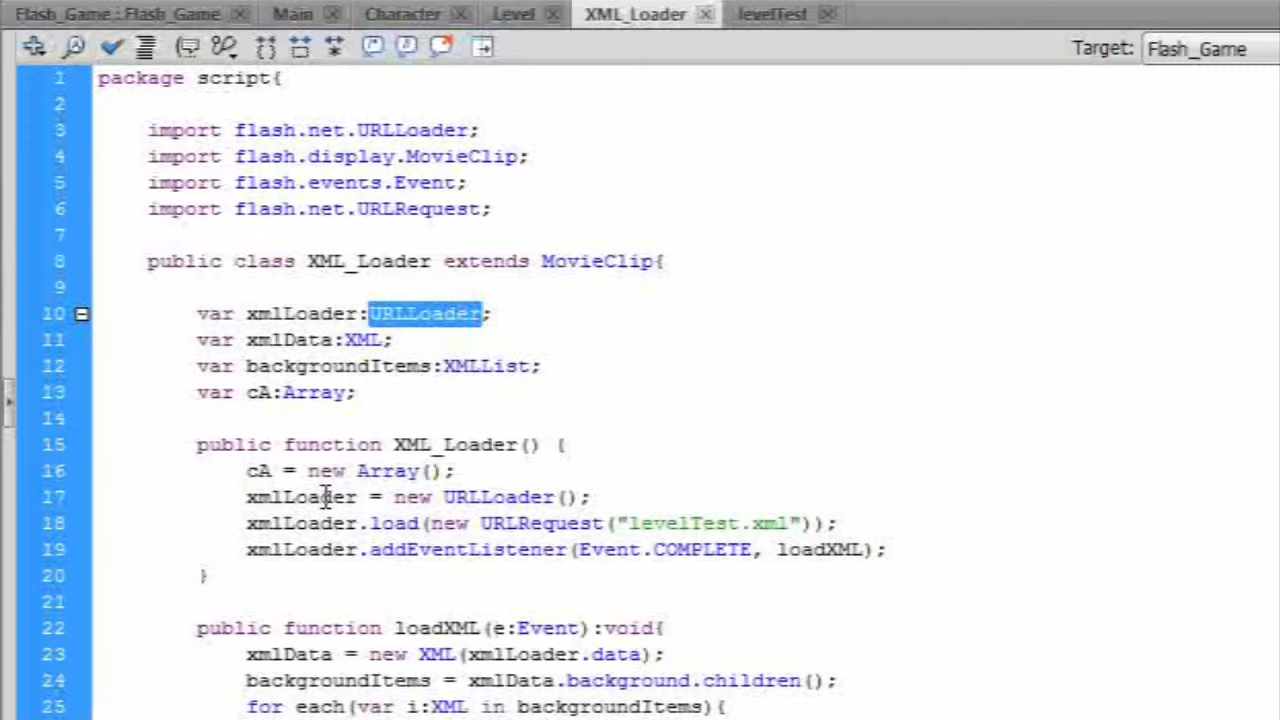 Flash_Game : Flash_Game Main Character Level XML_Loader levelTest
Target: Flash_Game
1 package script{
2
3 import flash.net.URLLoader;
4 import flash.display.MovieClip;
5 import flash.events.Event;
6 import flash.net.URLRequest;
7
8 public class XML_Loader extends MovieClip{
9
10 var xmlLoader:URLLoader;
11 var xmlData:XML;
12 var backgroundItems:XMLList;
13 var cA:Array;
14
15 public function XML_Loader() {
16 cA = new Array();
17 xmlLoader = new URLLoader();
18 xmlLoader.load(new URLRequest("levelTest.xml"));
19 xmlLoader.addEventListener(Event.COMPLETE, loadXML);
20 }
21
22 public function loadXML(e:Event):void{
23 xmlData = new XML(xmlLoader.data);
24 backgroundItems = xmlData.background.children();
25 for each(var i:XML in backgroundItems){